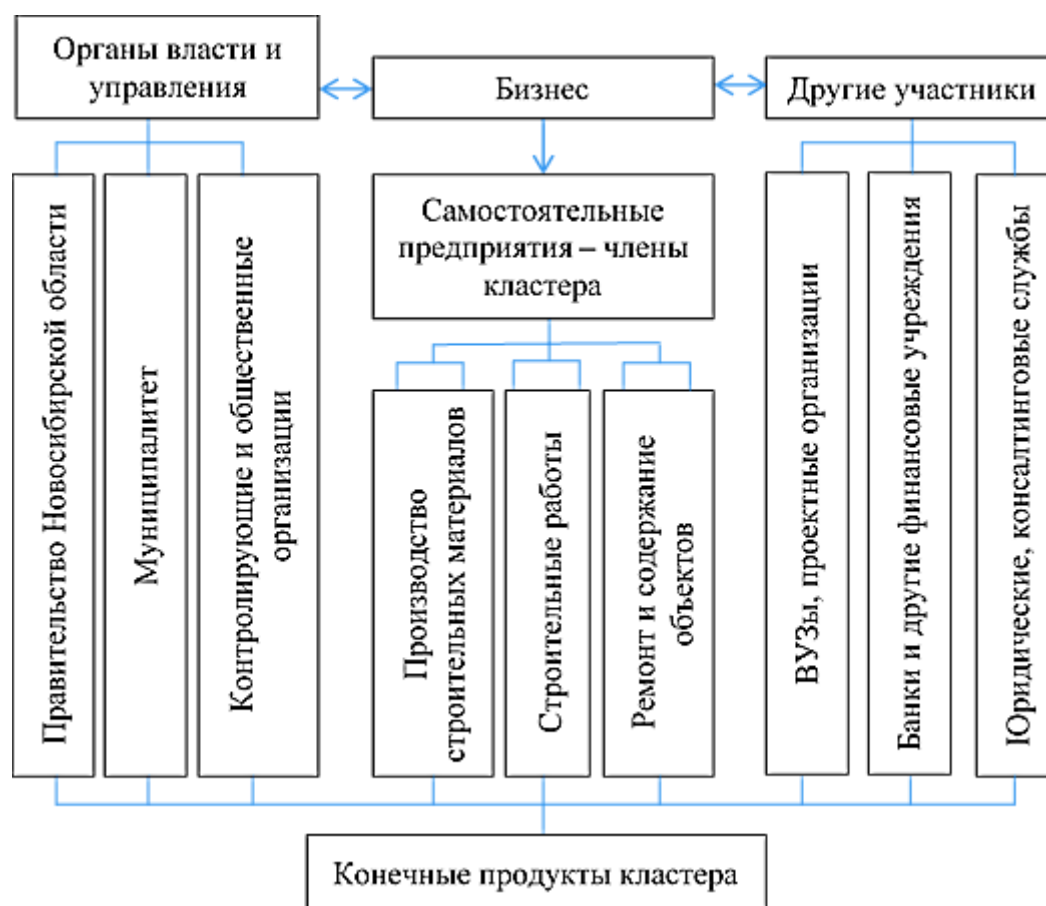 Органы власти и
управления
Бизнес
Другие участники
Самостоятельные
предприятия – члены
кластера
Правительство Новосибирской области
Муниципалитет
Контролирующие и общественные
организации
Производство
строительных материалов
Строительные работы
Ремонт и содержание
объектов
ВУЗы, проектные организации
Банки и другие финансовые учреждения
Юридические, консалтинговые службы
Конечные продукты кластера